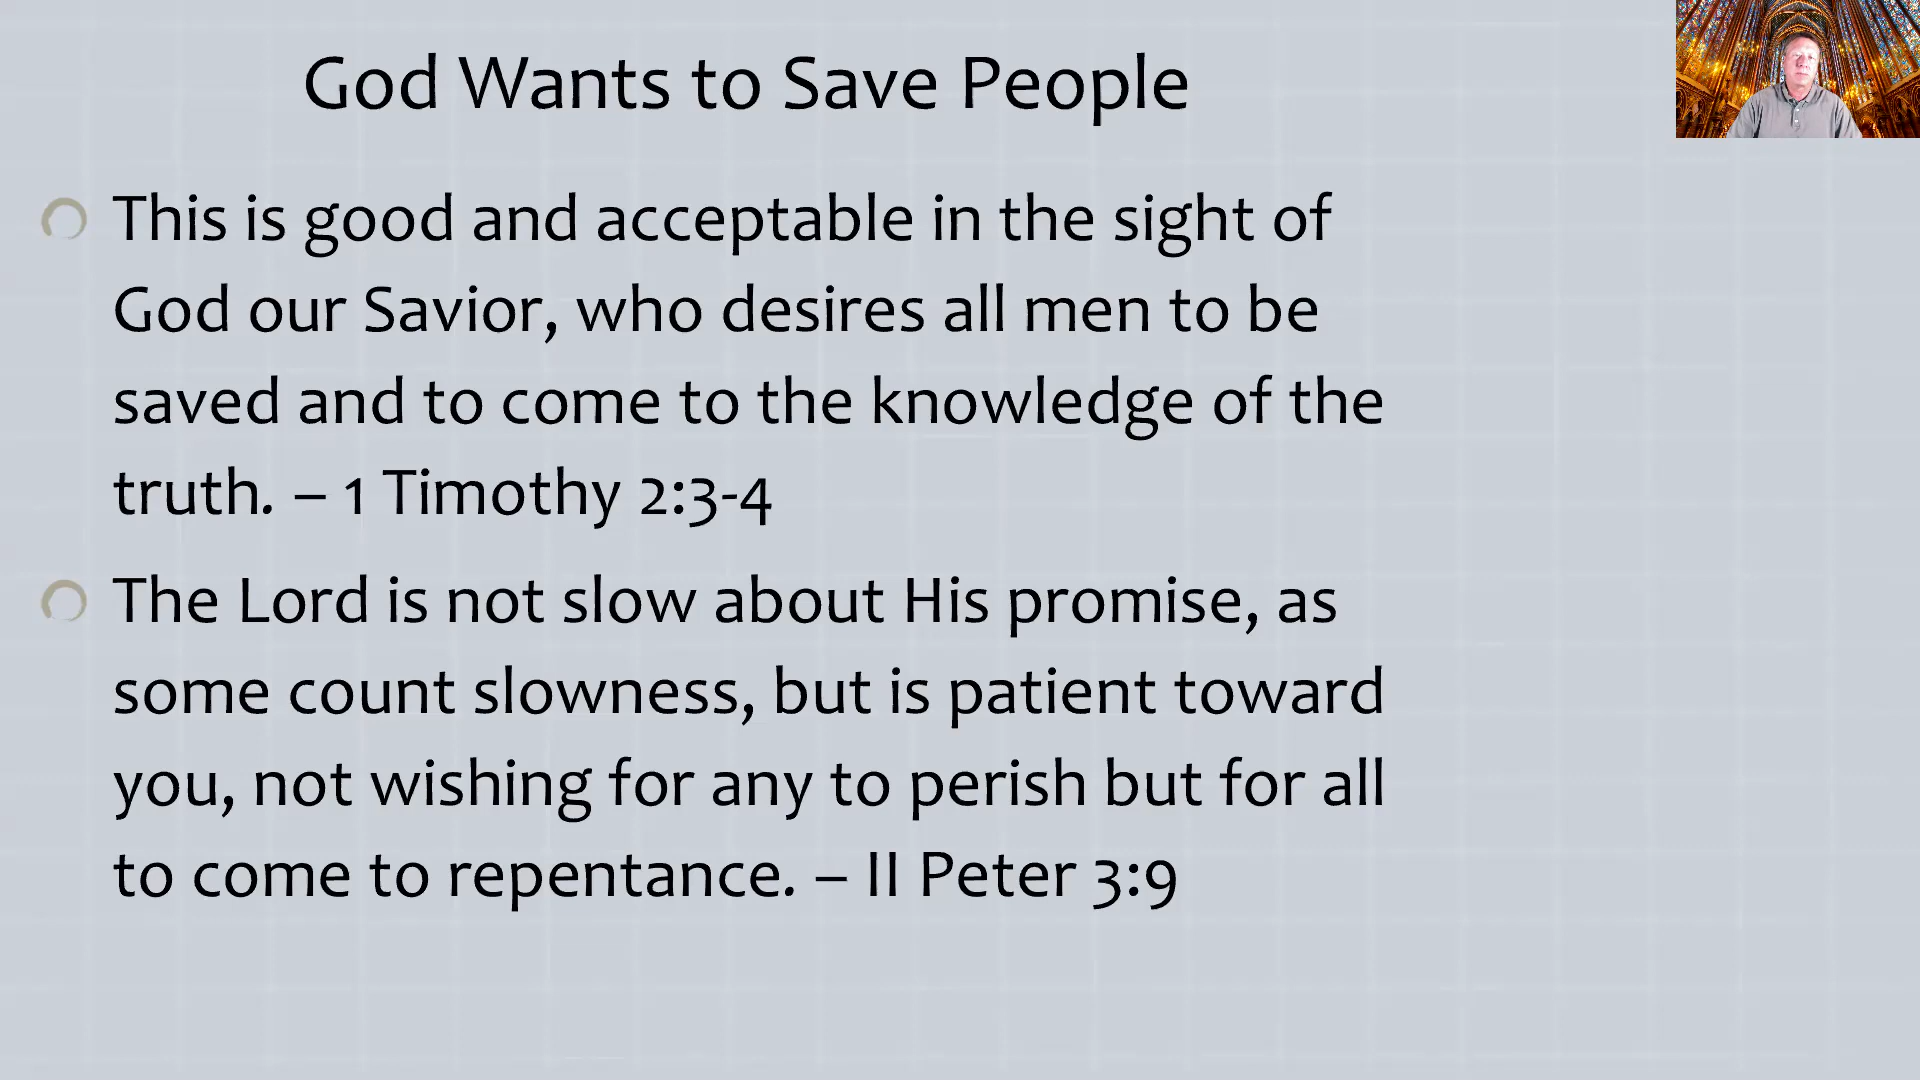 God Wants to Save People
This is good and acceptable in the sight of
God our Savior, who desires all men to be
saved and to come to the knowledge of the
truth. – 1 Timothy 2:3-4
The Lord is not slow about His promise, as
some count slowness, but is patient toward
you, not wishing for any to perish but for all
to come to repentance. – II Peter 3:9